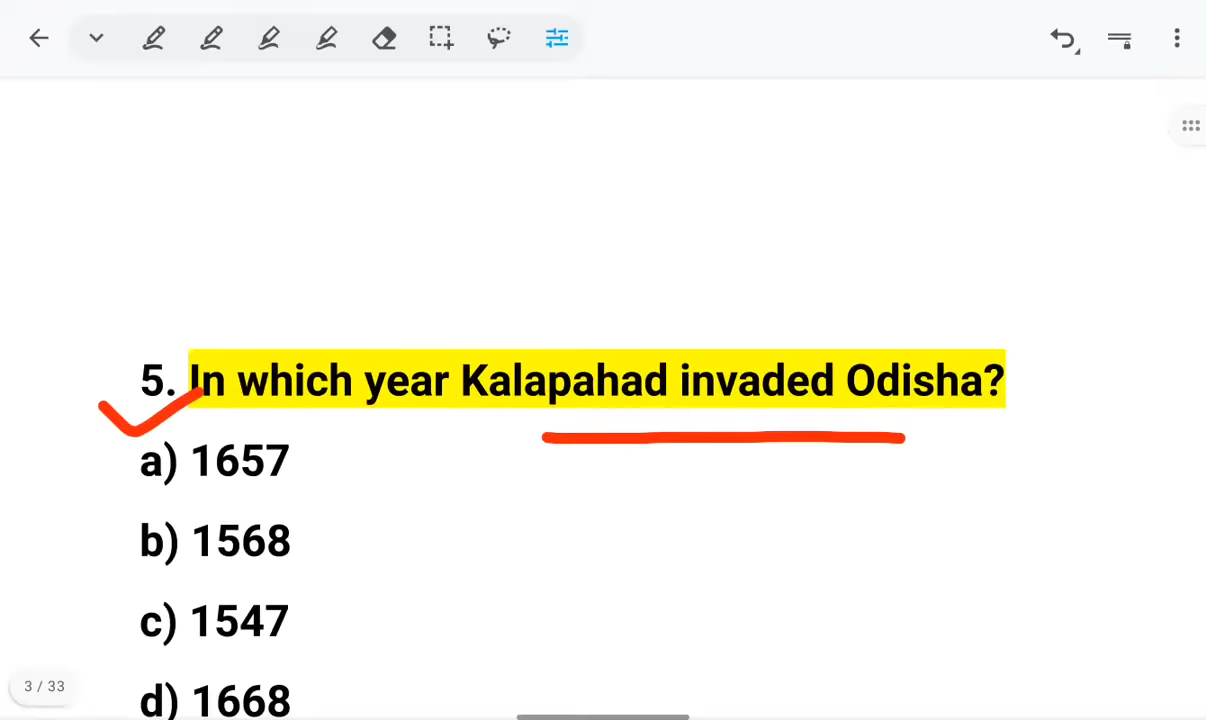 5. In which year Kalapahad invaded Odisha?
a) 1657
b) 1568
c) 1547
d) 1668
3 / 33